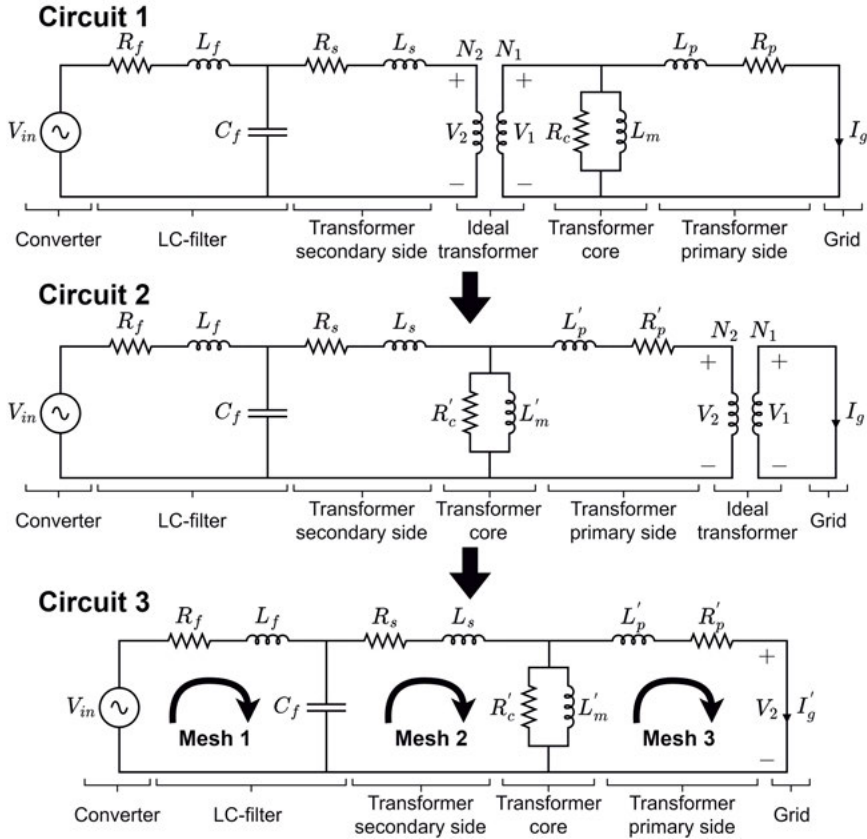 Circuit 1
R_f L_f R_s L_s N_2 N_1 L_p R_p
V_in C_f + V_2 − + V_1 − R_c L_m I_g
Converter LC-filter Transformer secondary side Ideal transformer Transformer core Transformer primary side Grid
Circuit 2
R_f L_f R_s L_s L'_p R'_p N_2 N_1
V_in C_f R'_c L'_m + V_2 − + V_1 − I_g
Converter LC-filter Transformer secondary side Transformer core Transformer primary side Ideal transformer Grid
Circuit 3
R_f L_f R_s L_s L'_p R'_p
V_in Mesh 1 C_f Mesh 2 R'_c L'_m Mesh 3 + V_2 − I'_g
Converter LC-filter Transformer secondary side Transformer core Transformer primary side Grid